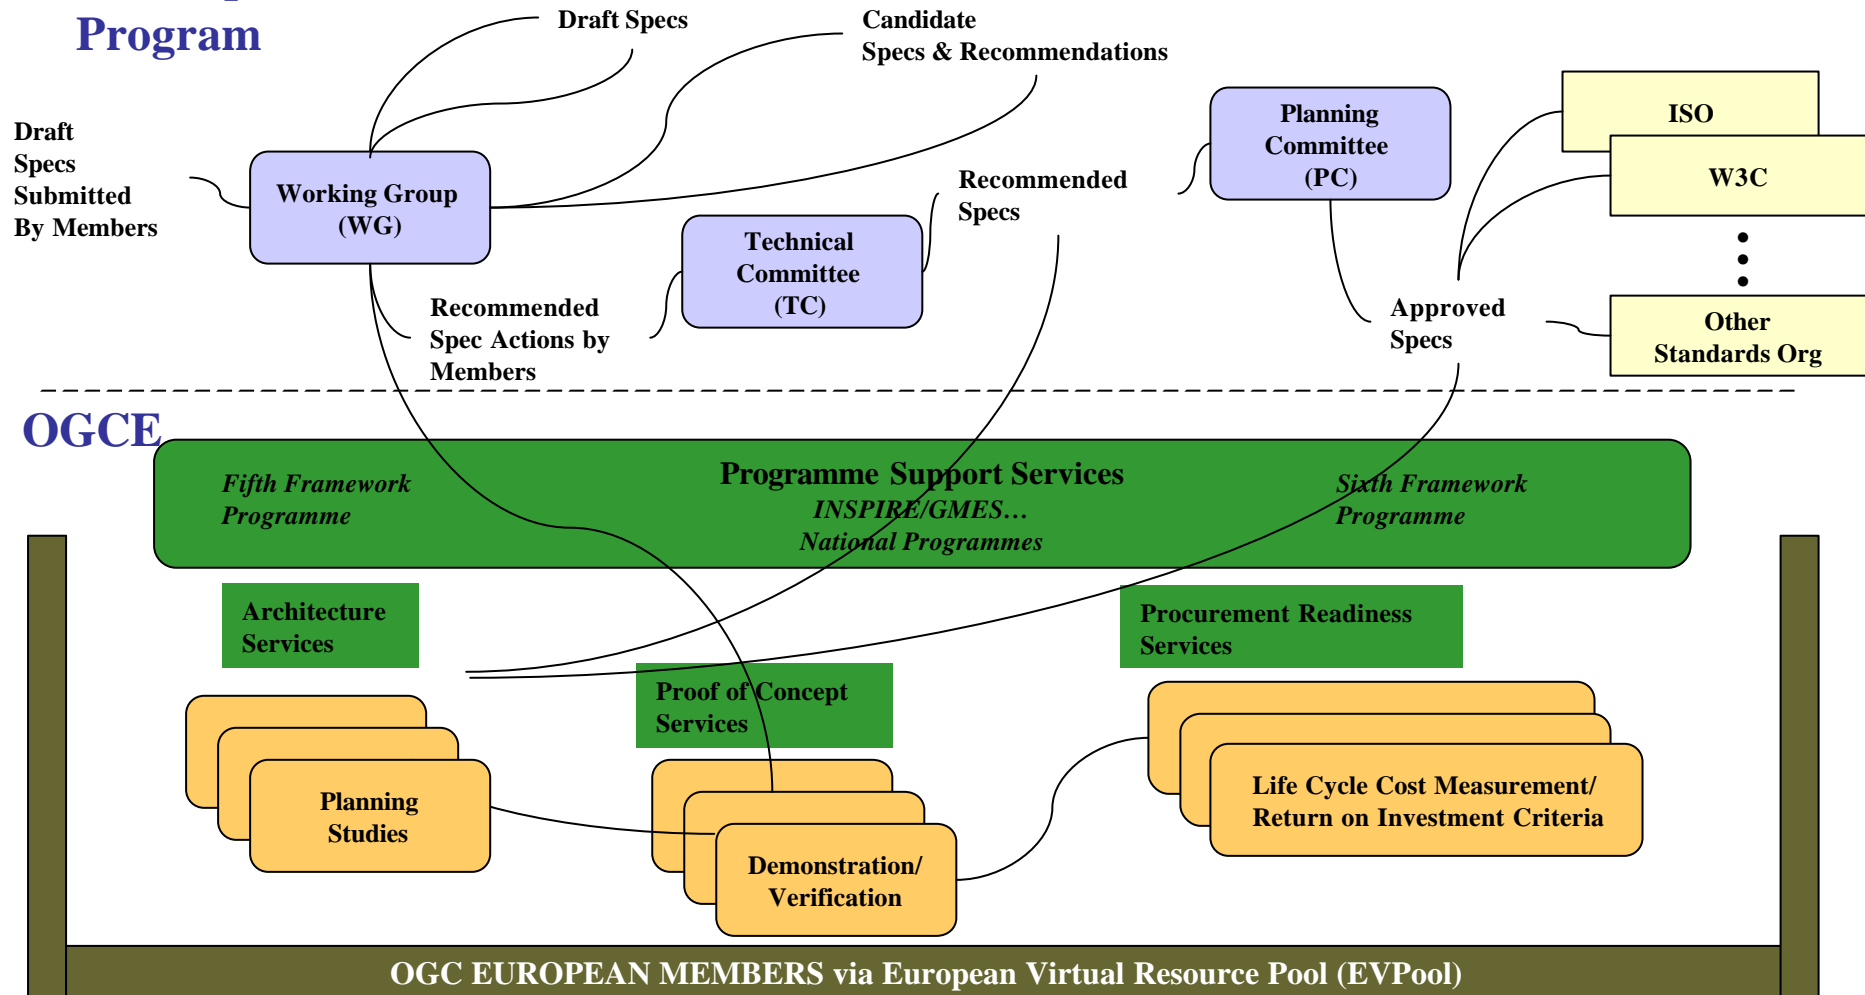 Program
Draft Specs
Candidate
Specs & Recommendations
Draft
Specs
Submitted
By Members
Working Group
(WG)
Recommended
Spec Actions by
Members
Technical
Committee
(TC)
Recommended
Specs
Planning
Committee
(PC)
Approved
Specs
ISO
W3C
Other
Standards Org
OGCE
Fifth Framework
Programme
Programme Support Services
INSPIRE/GMES…
National Programmes
Sixth Framework
Programme
Architecture
Services
Proof of Concept
Services
Procurement Readiness
Services
Planning
Studies
Demonstration/
Verification
Life Cycle Cost Measurement/
Return on Investment Criteria
OGC EUROPEAN MEMBERS via European Virtual Resource Pool (EVPool)